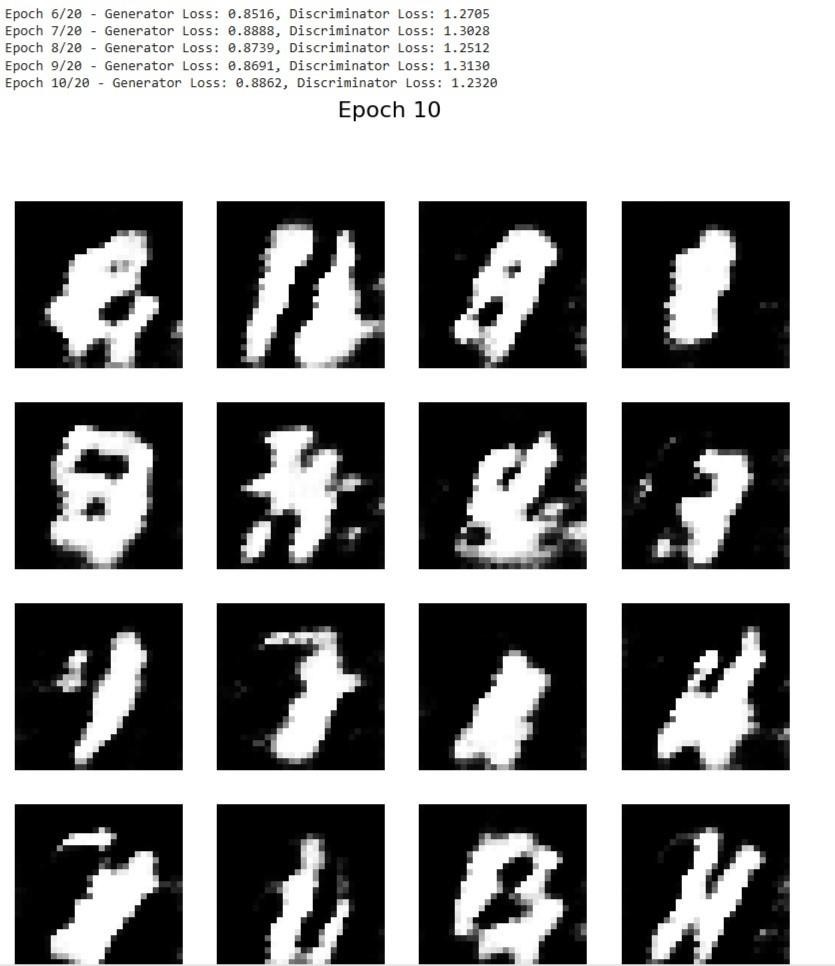 Epoch 6/20 - Generator Loss: 0.8516, Discriminator Loss: 1.2705
Epoch 7/20 - Generator Loss: 0.8888, Discriminator Loss: 1.3028
Epoch 8/20 - Generator Loss: 0.8739, Discriminator Loss: 1.2512
Epoch 9/20 - Generator Loss: 0.8691, Discriminator Loss: 1.3130
Epoch 10/20 - Generator Loss: 0.8862, Discriminator Loss: 1.2320
Epoch 10